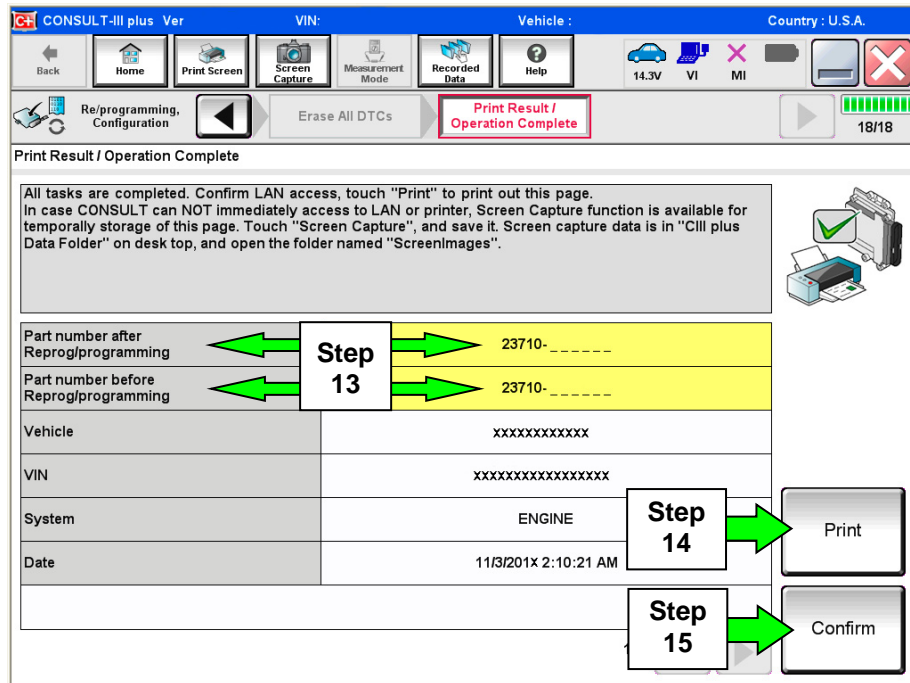 C+ CONSULT-III plus Ver VIN: Vehicle : Country : U.S.A.
Back
Home
Print Screen
Screen
Capture
Measurement
Mode
Recorded
Data
Help
14.3V
VI
MI
Re/programming,
Configuration
Erase All DTCs
Print Result /
Operation Complete
18/18
Print Result / Operation Complete
All tasks are completed. Confirm LAN access, touch "Print" to print out this page.
In case CONSULT can NOT immediately access to LAN or printer, Screen Capture function is available for
temporally storage of this page. Touch "Screen Capture", and save it. Screen capture data is in "CIII plus
Data Folder" on desk top, and open the folder named "ScreenImages".
Part number after
Reprog/programming
23710-_ _ _ _ _ _
Step
13
Part number before
Reprog/programming
23710-_ _ _ _ _ _
Vehicle
xxxxxxxxxxxx
VIN
xxxxxxxxxxxxxxxxx
System
ENGINE
Step
14
Print
Date
11/3/201x 2:10:21 AM
Step
15
Confirm